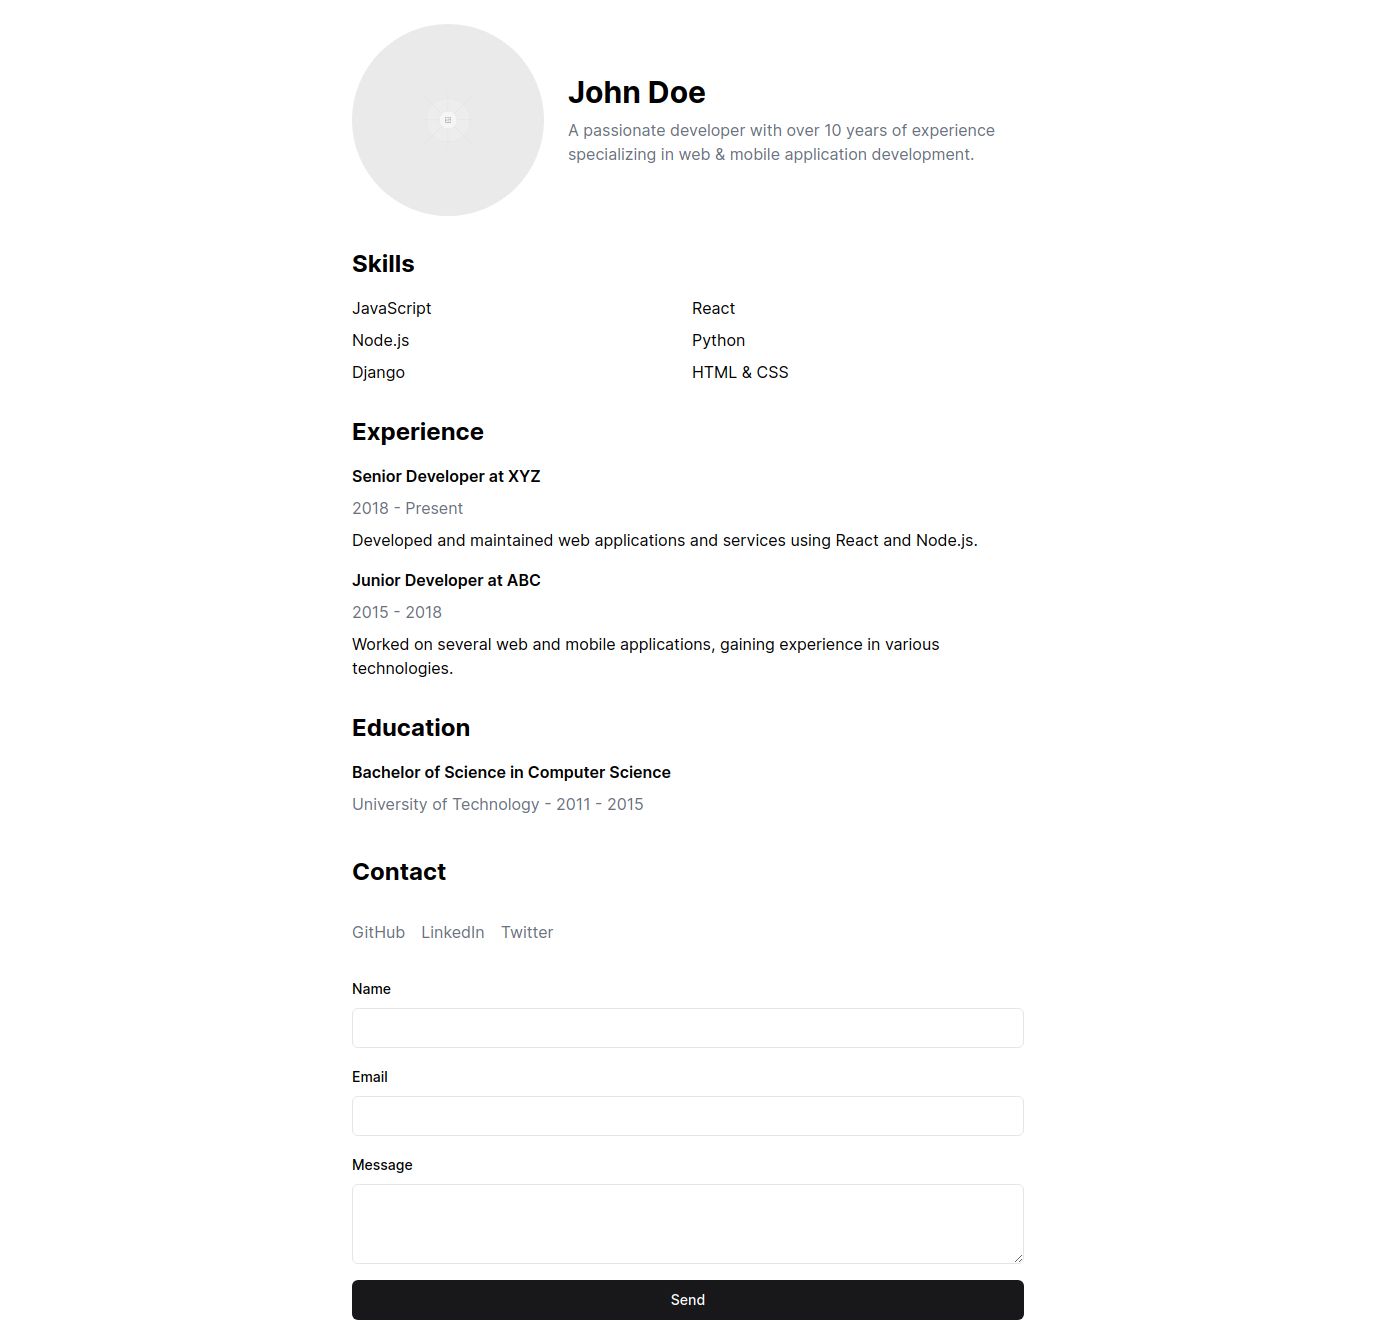 John Doe
A passionate developer with over 10 years of experience
specializing in web & mobile application development.
Skills
JavaScript
React
Node.js
Python
Django
HTML & CSS
Experience
Senior Developer at XYZ
2018 - Present
Developed and maintained web applications and services using React and Node.js.
Junior Developer at ABC
2015 - 2018
Worked on several web and mobile applications, gaining experience in various
technologies.
Education
Bachelor of Science in Computer Science
University of Technology - 2011 - 2015
Contact
GitHub LinkedIn Twitter
Name
Email
Message
Send